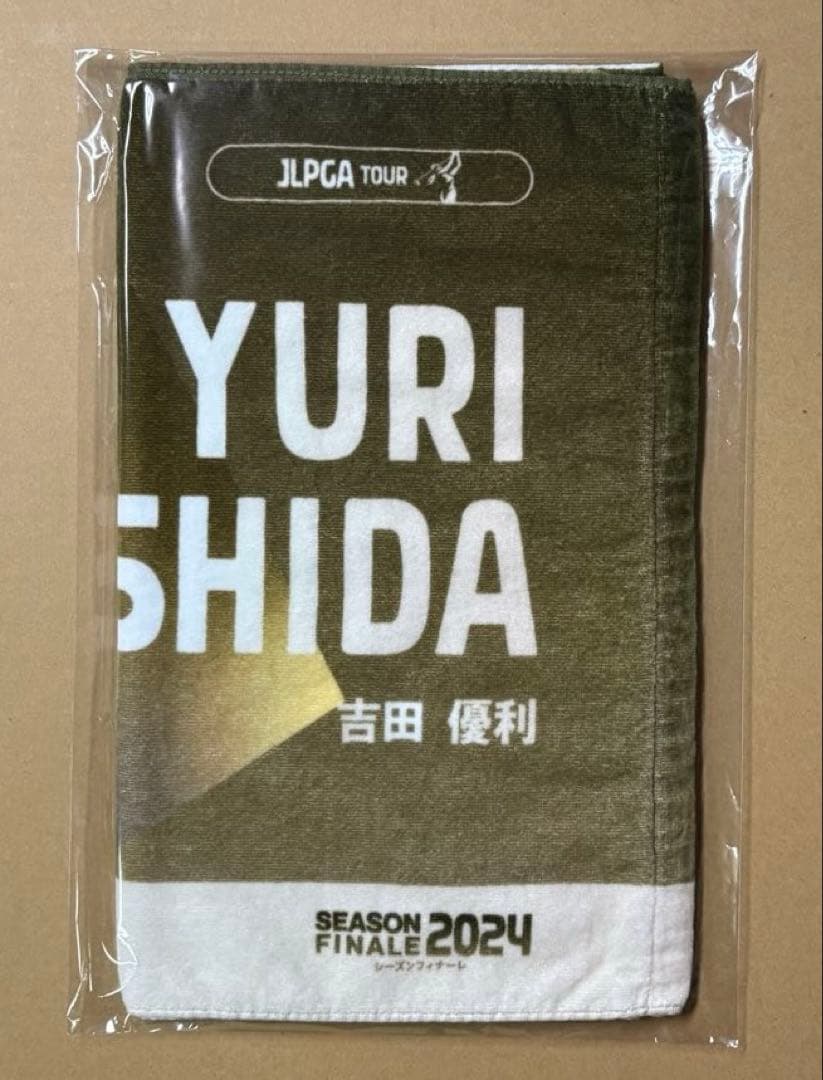 JLPGA TOUR
YURI
SHIDA
吉田 優利
SEASON
FINALE 2024
シーズンフィナーレ